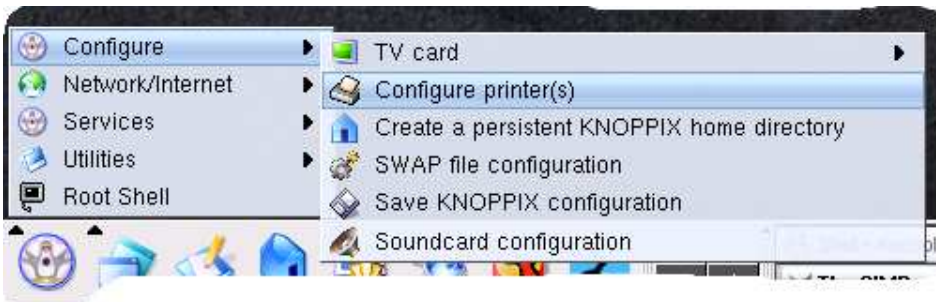 Configure
Network/Internet
Services
Utilities
Root Shell
TV card
Configure printer(s)
Create a persistent KNOPPIX home directory
SWAP file configuration
Save KNOPPIX configuration
Soundcard configuration